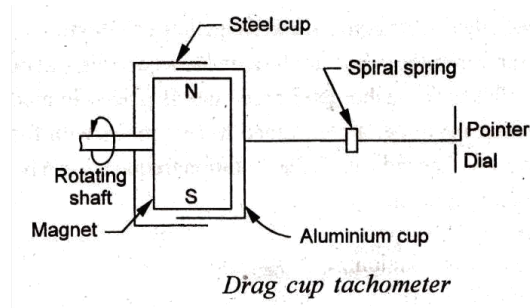 Steel cup
Spiral spring
N
Pointer
Rotating
shaft
Dial
S
Magnet
Aluminium cup
Drag cup tachometer